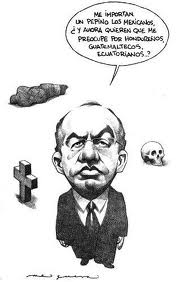 ME IMPORTAN
UN PEPINO LOS MEXICANOS,
¿Y AHORA QUIEREN QUE ME
PREOCUPE POR HONDUREÑOS,
GUATEMALTECOS,
ECUATORIANOS..?